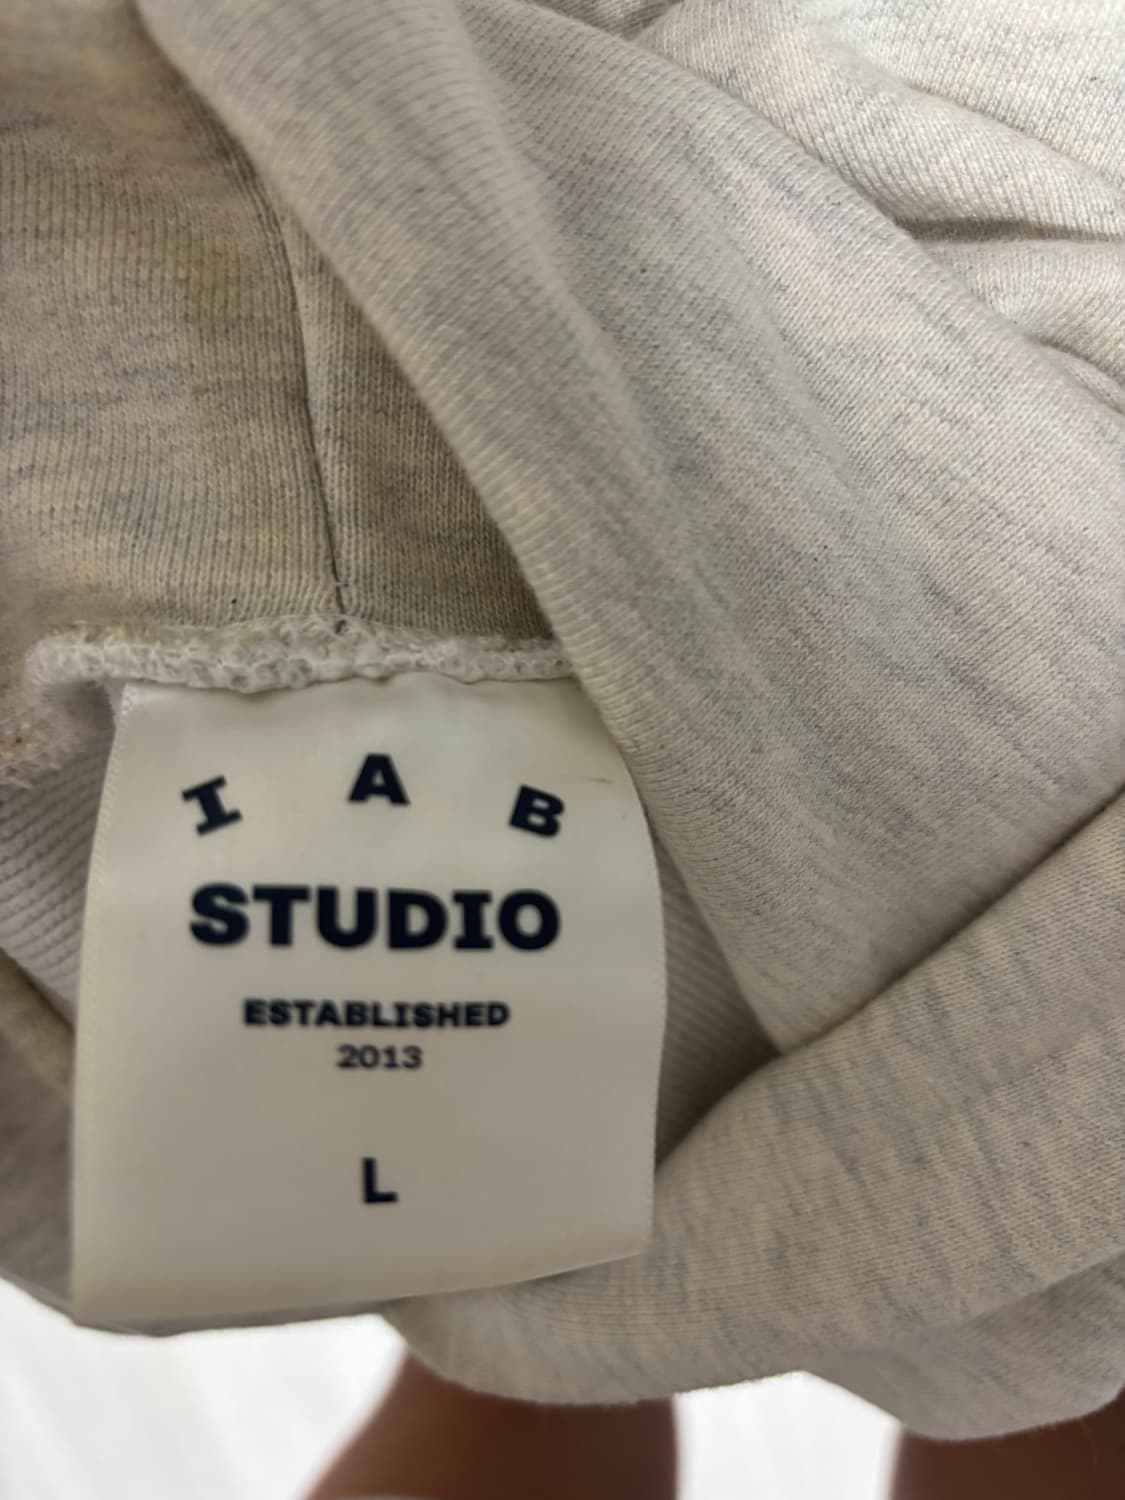 I A B
STUDIO
ESTABLISHED
2013
L